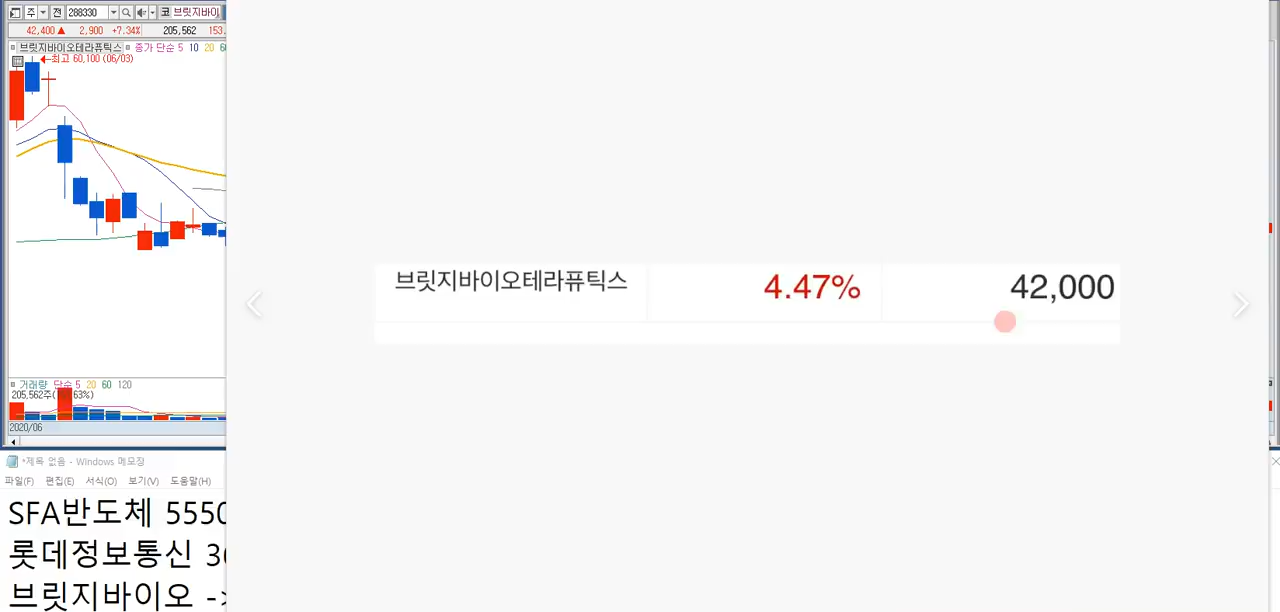 주 전 288330 코 브릿지바이
42,400 ▲ 2,900 +7.34% 205,562 153.
브릿지바이오테라퓨틱스 종가 단순 5 10 20 60
최고 60,100 (06/03)
브릿지바이오테라퓨틱스 4.47% 42,000
거래량 단순 5 20 60 120
205,562주( 63%)
2020/06
*제목 없음 - Windows 메모장
파일(F) 편집(E) 서식(O) 보기(V) 도움말(H)
SFA반도체 5550
롯데정보통신 3
브릿지바이오 ->